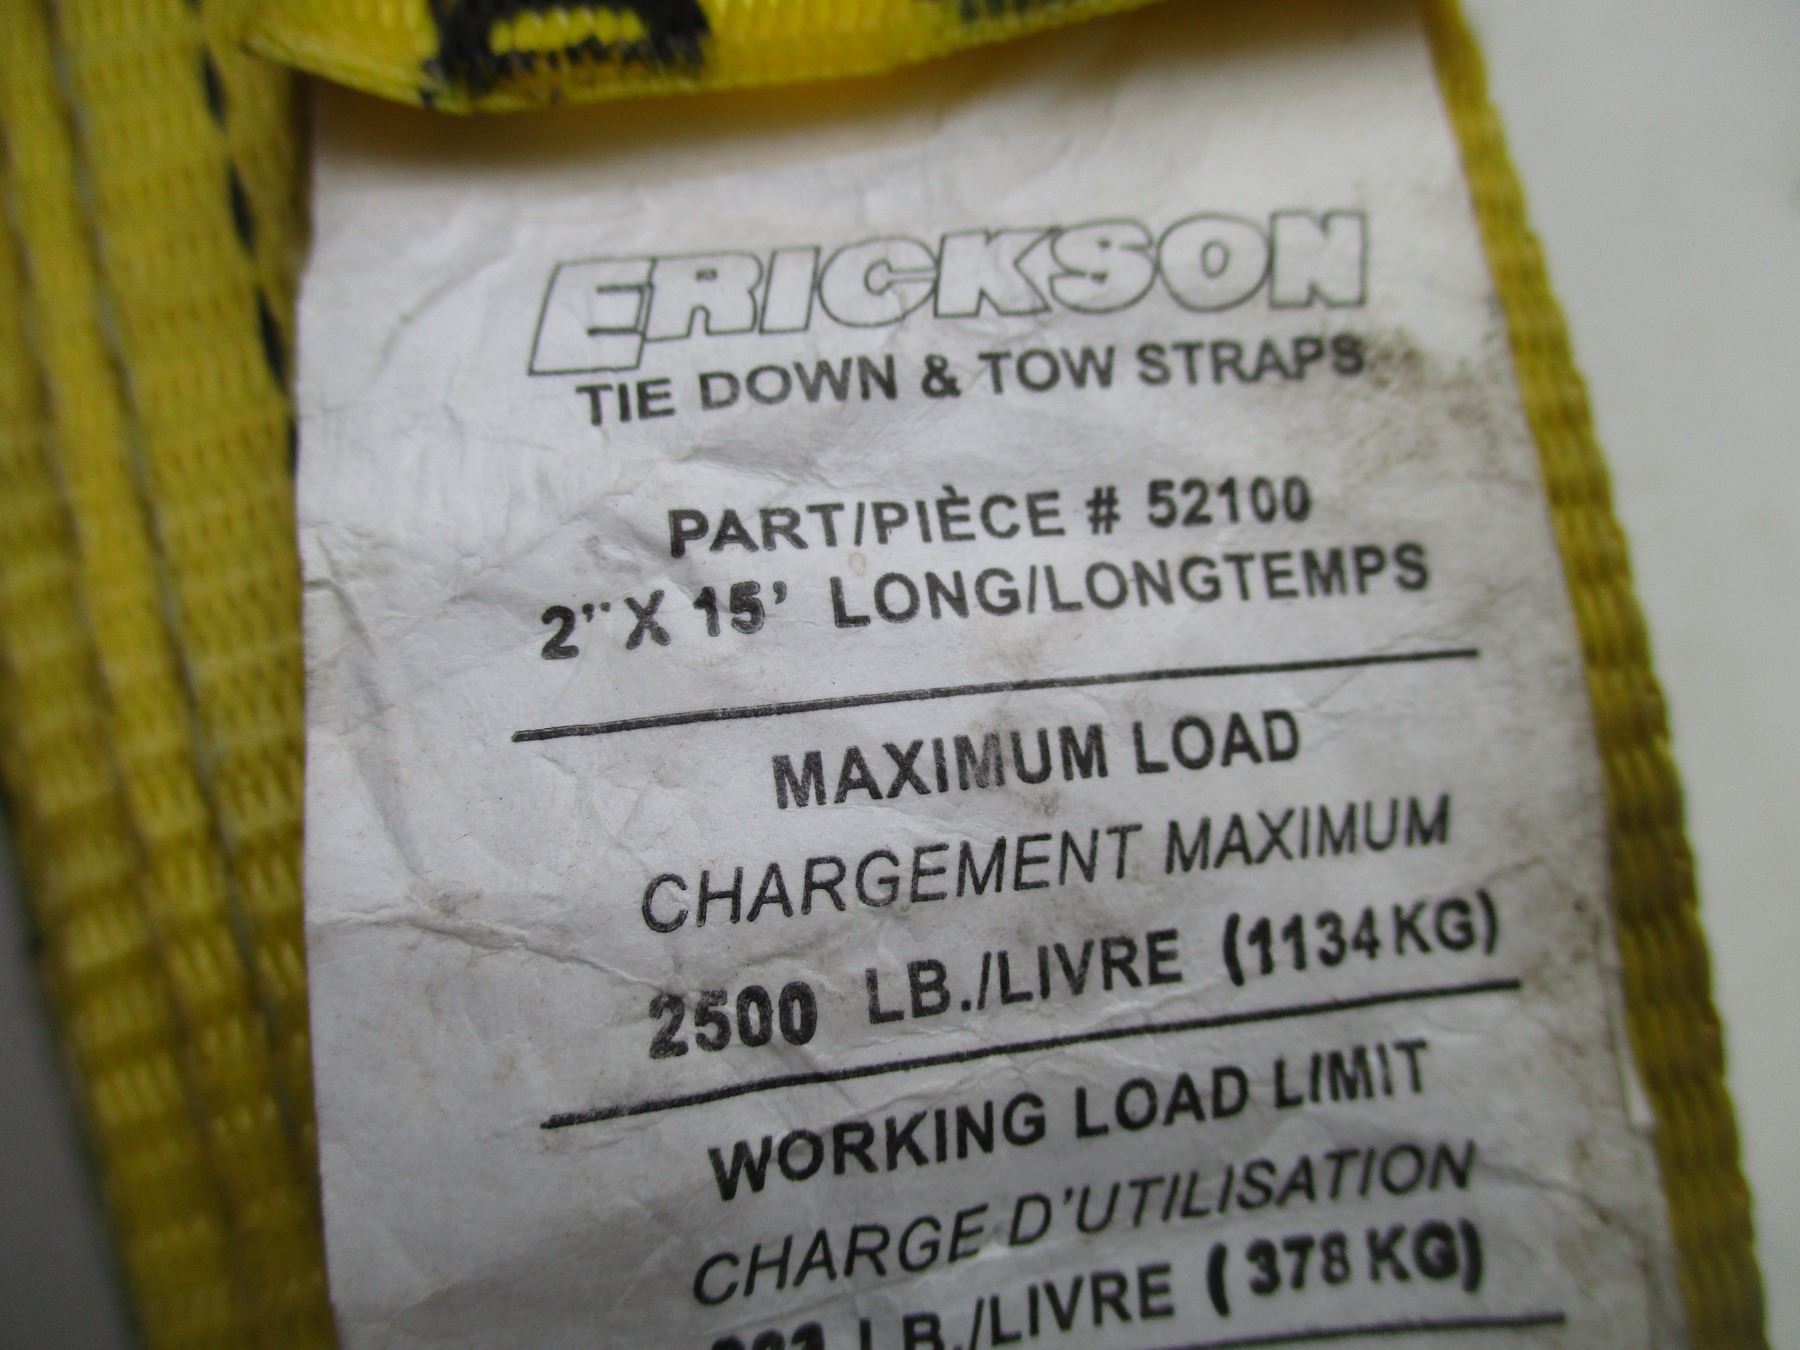 ERICKSON
TIE DOWN & TOW STRAPS
PART/PIÈCE # 52100
2" X 15' LONG/LONGTEMPS
MAXIMUM LOAD
CHARGEMENT MAXIMUM
2500 LB./LIVRE (1134 KG)
WORKING LOAD LIMIT
CHARGE D'UTILISATION
LB./LIVRE ( 378 KG)